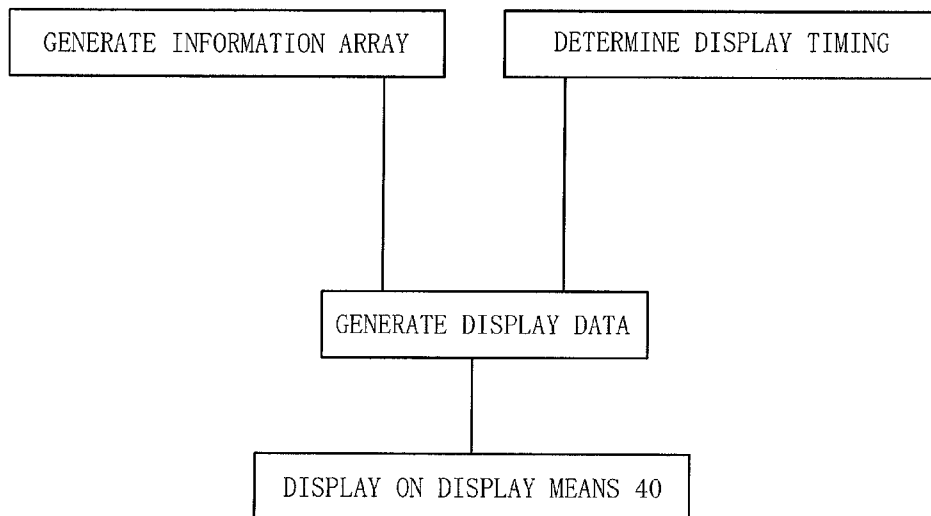 GENERATE INFORMATION ARRAY
DETERMINE DISPLAY TIMING
GENERATE DISPLAY DATA
DISPLAY ON DISPLAY MEANS 40